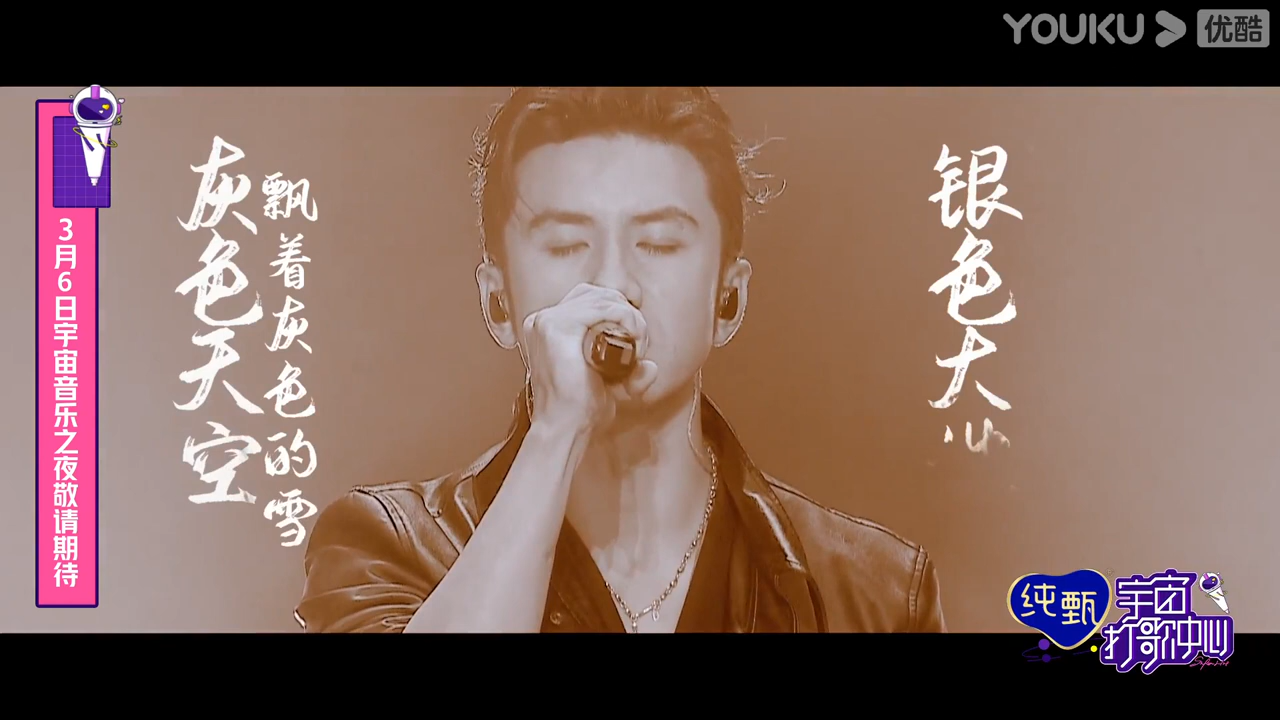 YOUKU 优酷
3月6日宇宙音乐之夜敬请期待
灰色天空
飘着灰色的雪
银色大
纯甄
宇宙
打歌中心